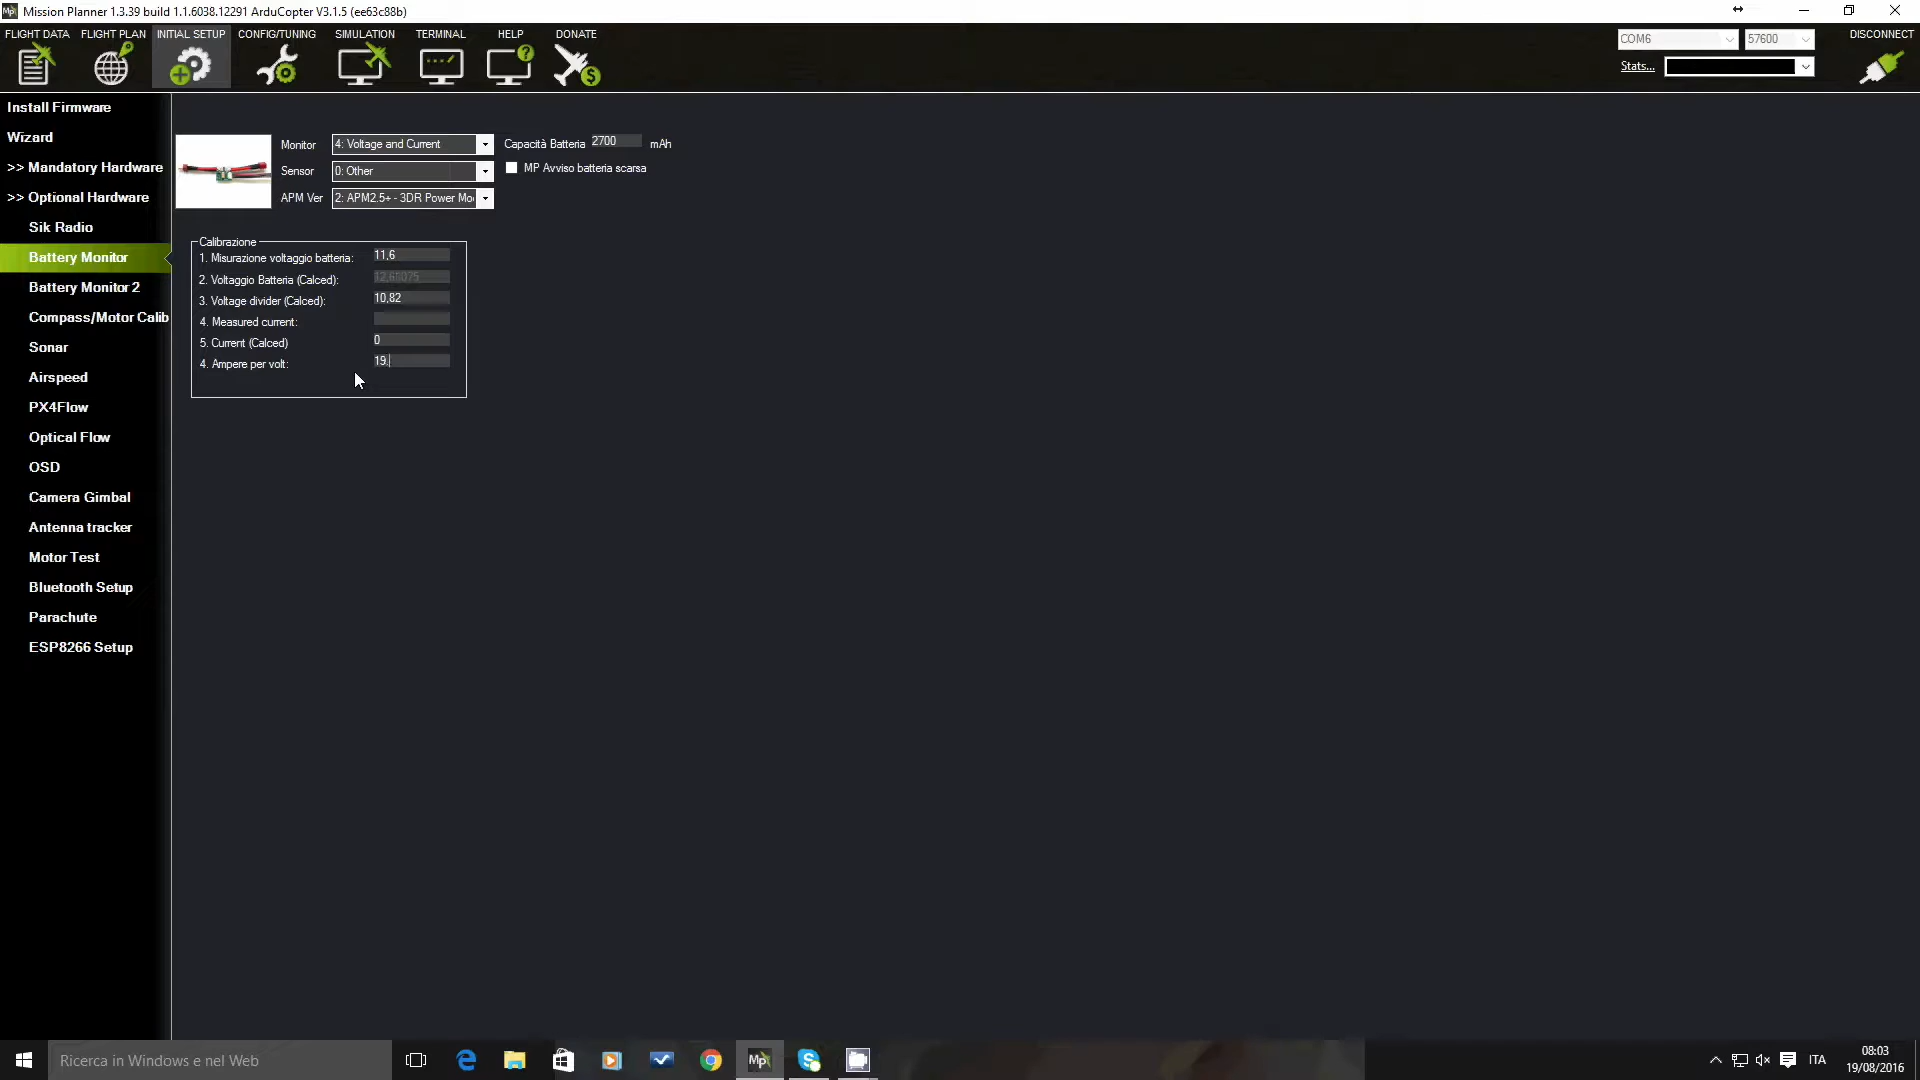 Mission Planner 1.3.39 build 1.1.6038.12291 ArduCopter V3.1.5 (ee63c88b)
FLIGHT DATA FLIGHT PLAN INITIAL SETUP CONFIG/TUNING SIMULATION TERMINAL HELP DONATE
COM6 57600 DISCONNECT
Stats...
Install Firmware
Wizard
>> Mandatory Hardware
>> Optional Hardware
Sik Radio
Battery Monitor
Battery Monitor 2
Compass/Motor Calib
Sonar
Airspeed
PX4Flow
Optical Flow
OSD
Camera Gimbal
Antenna tracker
Motor Test
Bluetooth Setup
Parachute
ESP8266 Setup
Monitor 4: Voltage and Current Capacità Batteria 2700 mAh
Sensor 0: Other MP Avviso batteria scarsa
APM Ver 2: APM2.5+ - 3DR Power Mo
Calibrazione
1. Misurazione voltaggio batteria: 11,6
2. Voltaggio Batteria (Calced):
3. Voltage divider (Calced): 10,82
4. Measured current:
5. Current (Calced) 0
4. Ampere per volt: 19.
Ricerca in Windows e nel Web
Mp
ITA
08:03
19/08/2016